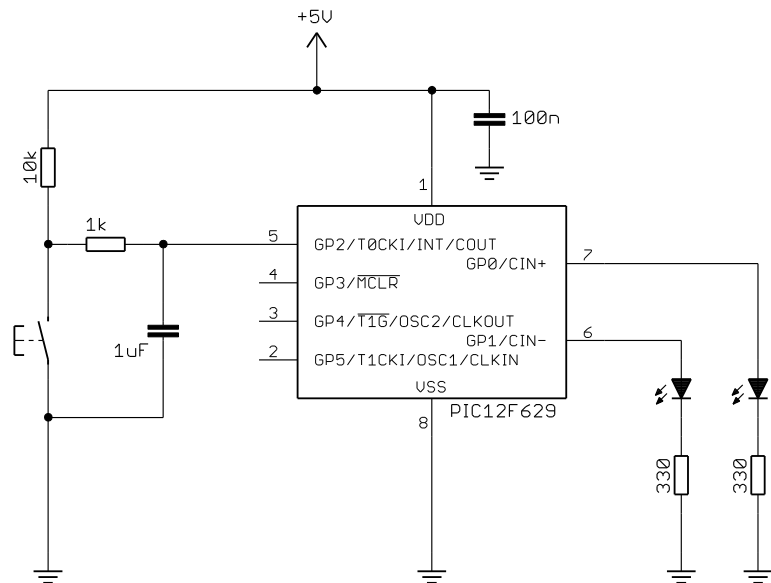 +5V
100n
10k
1
VDD
1k
5
GP2/T0CKI/INT/COUT
7
GP0/CIN+
4
GP3/MCLR
3
GP4/T1G/OSC2/CLKOUT
6
GP1/CIN-
1uF
2
GP5/T1CKI/OSC1/CLKIN
VSS
PIC12F629
8
330
330